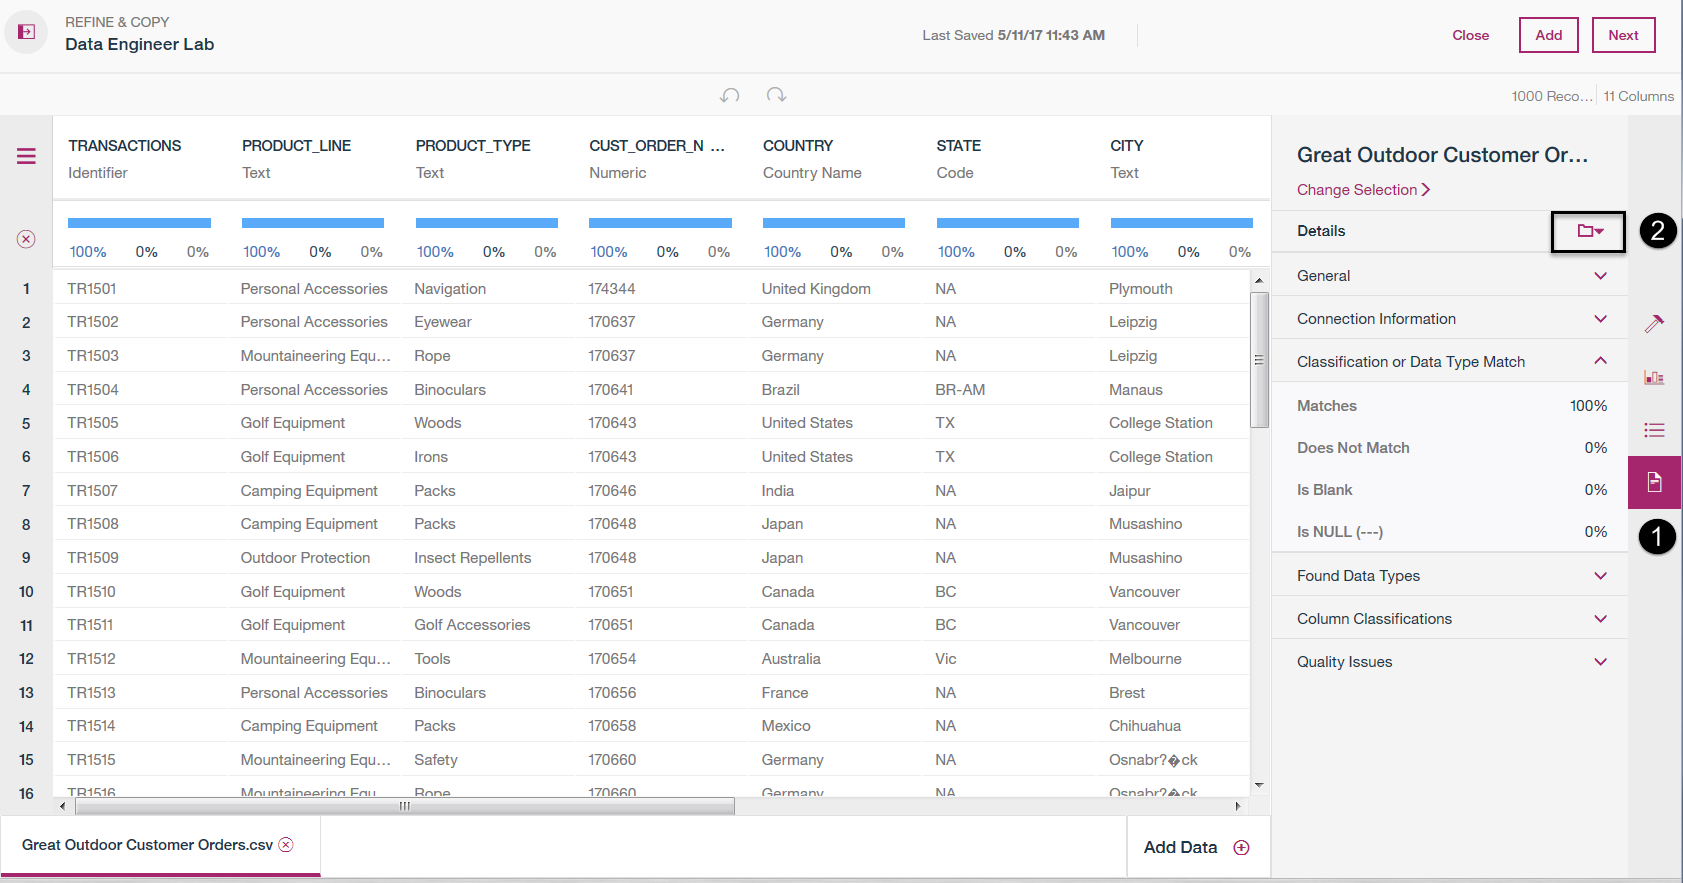 REFINE & COPY
Data Engineer Lab
Last Saved 5/11/17 11:43 AM
Close
Add
Next
1000 Reco... 11 Columns
TRANSACTIONS PRODUCT_LINE PRODUCT_TYPE CUST_ORDER_N ... COUNTRY STATE CITY
Identifier Text Text Numeric Country Name Code Text
100% 0% 0% 100% 0% 0% 100% 0% 0% 100% 0% 0% 100% 0% 0% 100% 0% 0% 100% 0% 0%
1 TR1501 Personal Accessories Navigation 174344 United Kingdom NA Plymouth
2 TR1502 Personal Accessories Eyewear 170637 Germany NA Leipzig
3 TR1503 Mountaineering Equ... Rope 170637 Germany NA Leipzig
4 TR1504 Personal Accessories Binoculars 170641 Brazil BR-AM Manaus
5 TR1505 Golf Equipment Woods 170643 United States TX College Station
6 TR1506 Golf Equipment Irons 170643 United States TX College Station
7 TR1507 Camping Equipment Packs 170646 India NA Jaipur
8 TR1508 Camping Equipment Packs 170648 Japan NA Musashino
9 TR1509 Outdoor Protection Insect Repellents 170648 Japan NA Musashino
10 TR1510 Golf Equipment Woods 170651 Canada BC Vancouver
11 TR1511 Golf Equipment Golf Accessories 170651 Canada BC Vancouver
12 TR1512 Mountaineering Equ... Tools 170654 Australia Vic Melbourne
13 TR1513 Personal Accessories Binoculars 170656 France NA Brest
14 TR1514 Camping Equipment Packs 170658 Mexico NA Chihuahua
15 TR1515 Mountaineering Equ... Safety 170660 Germany NA Osnabr?�ck
16 TR1516 Mountaineering Equ... Rope 170660 Germany NA Osnabr?�ck
Great Outdoor Customer Orders.csv
Add Data
Great Outdoor Customer Or...
Change Selection
Details
2
General
Connection Information
Classification or Data Type Match
Matches 100%
Does Not Match 0%
Is Blank 0%
Is NULL (---) 0%
1
Found Data Types
Column Classifications
Quality Issues